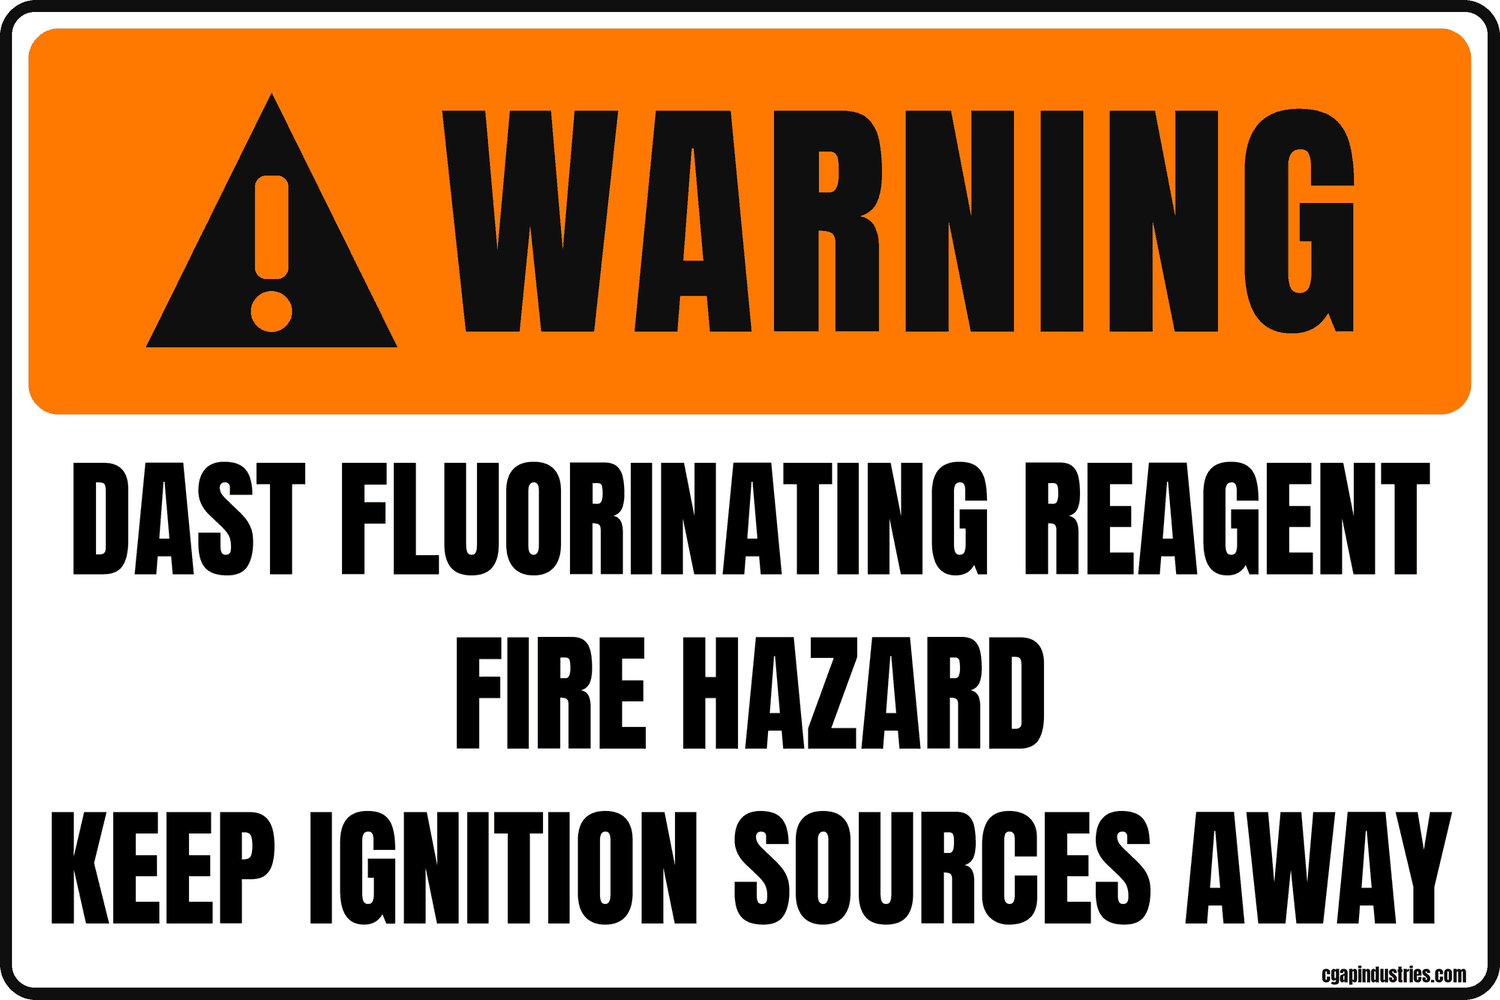 WARNING
DAST FLUORINATING REAGENT
FIRE HAZARD
KEEP IGNITION SOURCES AWAY
cgapindustries.com